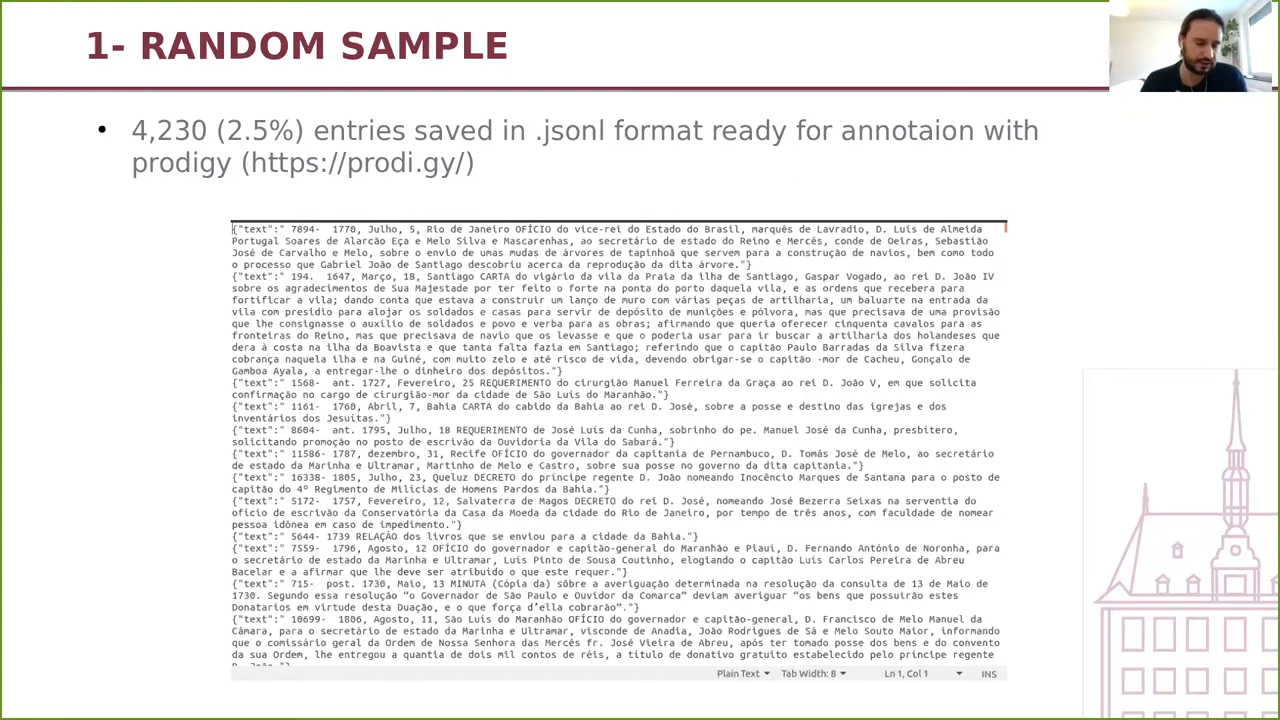 1- RANDOM SAMPLE
• 4,230 (2.5%) entries saved in .jsonl format ready for annotaion with
prodigy (https://prodi.gy/)
{"text":" 7894-  1770, Julho, 5, Rio de Janeiro OFÍCIO do vice-rei do Estado do Brasil, marquês de Lavradio, D. Luís de Almeida
Portugal Soares de Alarcão Eça e Melo Silva e Mascarenhas, ao secretário de estado do Reino e Mercês, conde de Oeiras, Sebastião
José de Carvalho e Melo, sobre o envio de umas mudas de árvores de tapinhoã que servem para a construção de navios, bem como todo
o processo que Gabriel João de Santiago descobriu acerca da reprodução da dita árvore."}
{"text":" 194.  1647, Março, 18, Santiago CARTA do vigário da vila da Praia da ilha de Santiago, Gaspar Vogado, ao rei D. João IV
sobre os agradecimentos de Sua Majestade por ter feito o forte na ponta do porto daquela vila, e as ordens que recebera para
fortificar a vila; dando conta que estava a construir um lanço de muro com várias peças de artilharia, um baluarte na entrada da
vila com presídio para alojar os soldados e casas para servir de depósito de munições e pólvora, mas que precisava de uma provisão
que lhe consignasse o auxílio de soldados e povo e verba para as obras; afirmando que queria oferecer cinquenta cavalos para as
fronteiras do Reino, mas que precisava de navio que os levasse e que o poderia usar para ir buscar a artilharia dos holandeses que
dera à costa na ilha da Boavista e que tanta falta fazia em Santiago; referindo que o capitão Paulo Barradas da Silva fizera
cobrança naquela ilha e na Guiné, com muito zelo e até risco de vida, devendo obrigar-se o capitão -mor de Cacheu, Gonçalo de
Gamboa Ayala, a entregar-lhe o dinheiro dos depósitos."}
{"text":" 1568-  ant. 1727, Fevereiro, 25 REQUERIMENTO do cirurgião Manuel Ferreira da Graça ao rei D. João V, em que solicita
confirmação no cargo de cirurgião-mor da cidade de São Luís do Maranhão."}
{"text":" 1161-  1760, Abril, 7, Bahia CARTA do cabido da Bahia ao rei D. José, sobre a posse e destino das igrejas e dos
inventários dos Jesuítas."}
{"text":" 8604-  ant. 1795, Julho, 18 REQUERIMENTO de José Luís da Cunha, sobrinho do pe. Manuel José da Cunha, presbitero,
solicitando promoção no posto de escrivão da Ouvidoria da Vila do Sabará."}
{"text":" 11586- 1787, dezembro, 31, Recife OFÍCIO do governador da capitania de Pernambuco, D. Tomás José de Melo, ao secretário
de estado da Marinha e Ultramar, Martinho de Melo e Castro, sobre sua posse no governo da dita capitania."}
{"text":" 16338- 1805, Julho, 23, Queluz DECRETO do príncipe regente D. João nomeando Inocêncio Marques de Santana para o posto de
capitão do 4º Regimento de Milícias de Homens Pardos da Bahia."}
{"text":" 5172-  1757, Fevereiro, 12, Salvaterra de Magos DECRETO do rei D. José, nomeando José Bezerra Seixas na serventia do
ofício de escrivão da Conservatória da Casa da Moeda da cidade do Rio de Janeiro, por tempo de três anos, com faculdade de nomear
pessoa idônea em caso de impedimento."}
{"text":" 5644- 1739 RELAÇÃO dos livros que se enviou para a cidade da Bahia."}
{"text":" 7559-  1796, Agosto, 12 OFÍCIO do governador e capitão-general do Maranhão e Piaui, D. Fernando António de Noronha, para
o secretário de estado da Marinha e Ultramar, Luís Pinto de Sousa Coutinho, elogiando o capitão Luís Carlos Pereira de Abreu
Bacelar e a afirmar que lhe deve ser atribuído o que este requer."}
{"text":" 715-  post. 1730, Maio, 13 MINUTA (Cópia da) sôbre a averiguação determinada na resolução da consulta de 13 de Maio de
1730. Segundo essa resolução “o Governador de São Paulo e Ouvidor da Comarca” deviam averiguar “os bens que possuirão estes
Donatarios em virtude desta Duação, e o que força d’ella cobrarão”."}
{"text":" 10699-  1806, Agosto, 11, São Luís do Maranhão OFÍCIO do governador e capitão-general, D. Francisco de Melo Manuel da
Câmara, para o secretário de estado da Marinha e Ultramar, visconde de Anadia, João Rodrigues de Sá e Melo Souto Maior, informando
que o comissário geral da Ordem de Nossa Senhora das Mercês fr. José Vieira de Abreu, após ter tomado posse dos bens e do convento
da sua Ordem, lhe entregou a quantia de dois mil contos de réis, a título de donativo gratuito estabelecido pelo príncipe regente
D. João."}
Plain Text Tab Width: 8 Ln 1, Col 1 INS